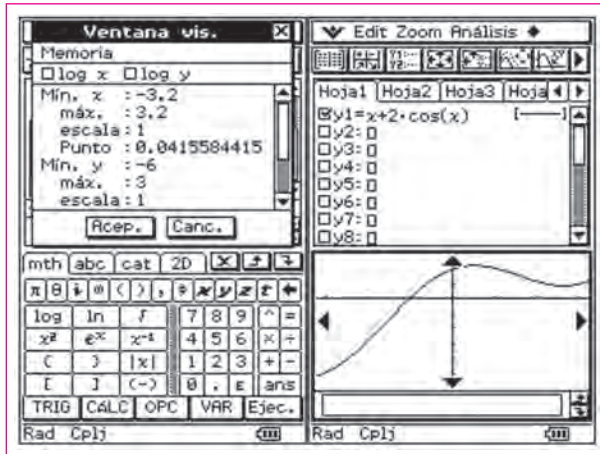 Ventana vis.
Memoria
log x log y
Mín. x :-3.2
máx. :3.2
escala:1
Punto :0.0415584415
Mín. y :-6
máx. :3
escala:1
Acep. Canc.
mth abc cat 2D
π θ i ∞ ( ) , x y z t
log ln √ 7 8 9 ^ =
x² eˣ x⁻¹ 4 5 6 × ÷
( ) |x| 1 2 3 + -
[ ] (-) 0 . E ans
TRIG CALC OPC VAR Ejec.
Rad Cplj
Edit Zoom Análisis
Hoja1 Hoja2 Hoja3 Hoja
y1=x+2·cos(x)
y2:
y3:
y4:
y5:
y6:
y7:
y8:
Rad Cplj